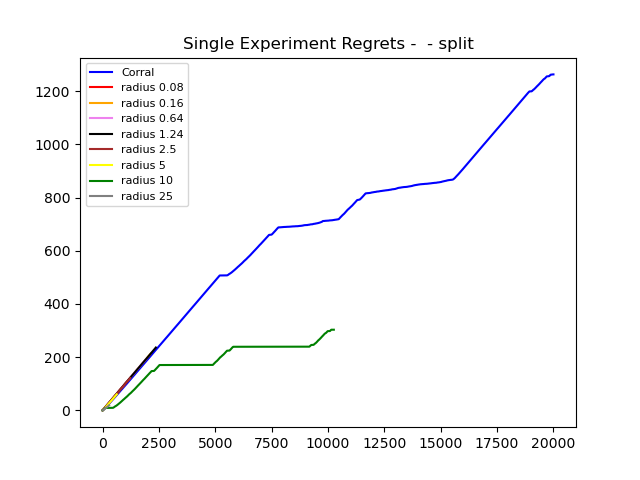 Single Experiment Regrets -  - split
Corral
radius 0.08
radius 0.16
radius 0.64
radius 1.24
radius 2.5
radius 5
radius 10
radius 25
1200
1000
800
600
400
200
0
0 2500 5000 7500 10000 12500 15000 17500 20000